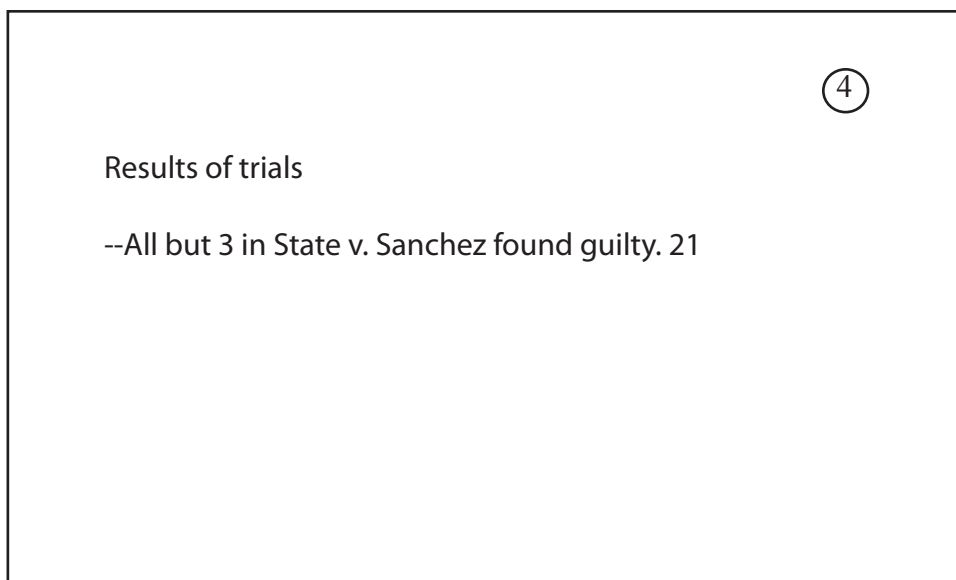 4
Results of trials
--All but 3 in State v. Sanchez found guilty. 21